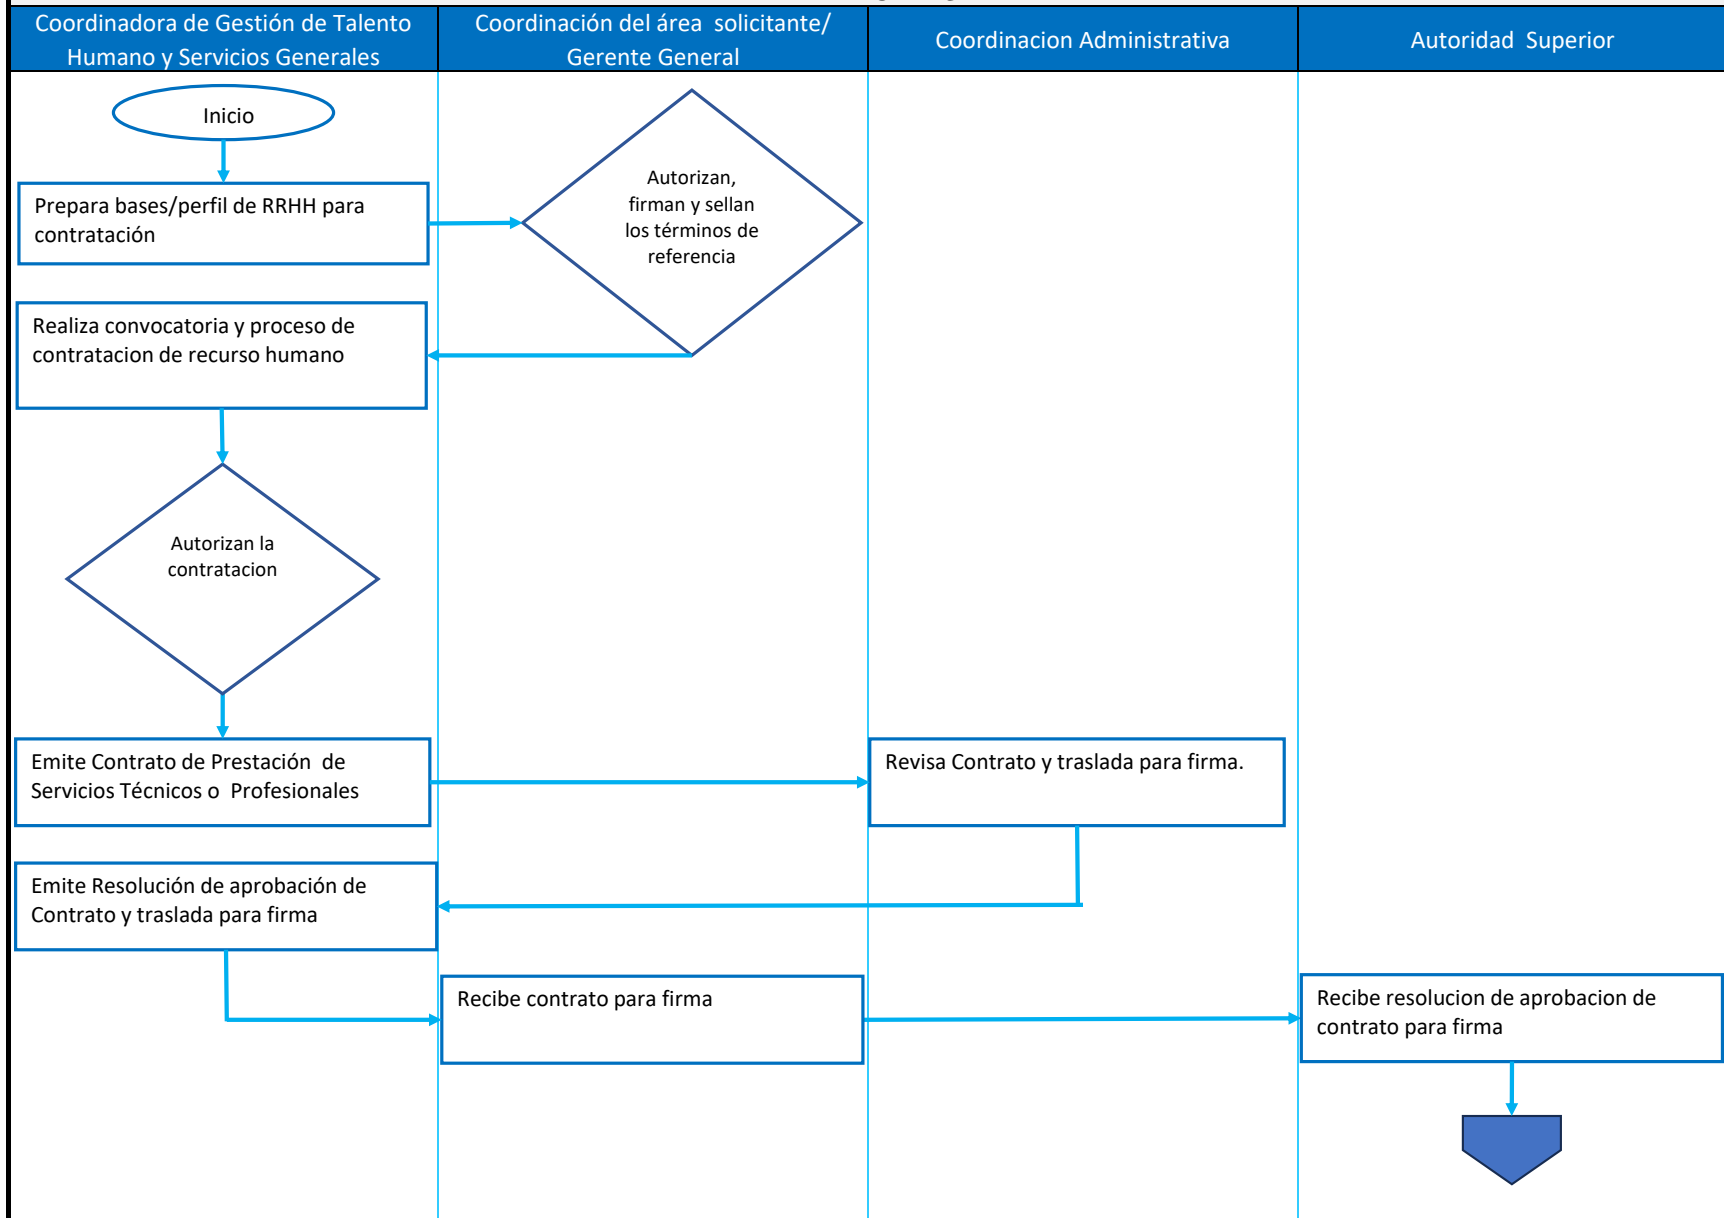 Coordinadora de Gestión de Talento
Humano y Servicios Generales
Coordinación del área solicitante/
Gerente General
Coordinacion Administrativa
Autoridad Superior
Inicio
Prepara bases/perfil de RRHH para
contratación
Autorizan,
firman y sellan
los términos de
referencia
Realiza convocatoria y proceso de
contratacion de recurso humano
Autorizan la
contratacion
Emite Contrato de Prestación de
Servicios Técnicos o Profesionales
Revisa Contrato y traslada para firma.
Emite Resolución de aprobación de
Contrato y traslada para firma
Recibe contrato para firma
Recibe resolucion de aprobacion de
contrato para firma